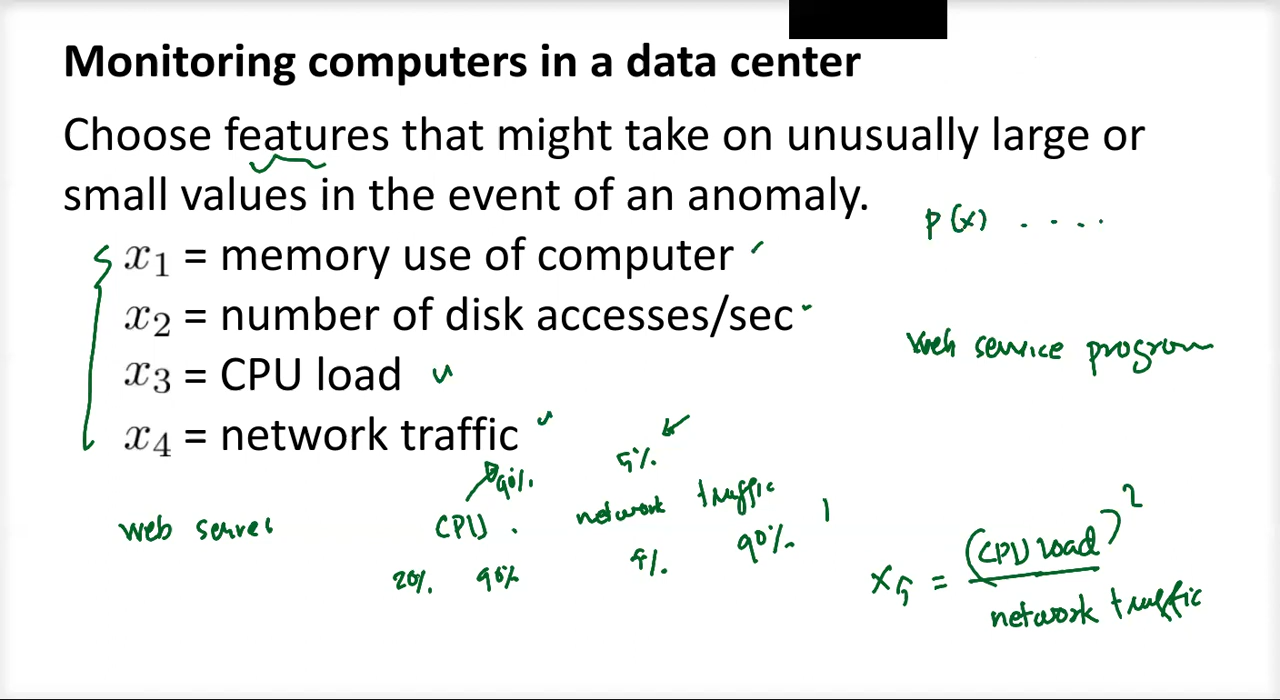 Monitoring computers in a data center
Choose features that might take on unusually large or
small values in the event of an anomaly.
p(x) . . . .
x₁ = memory use of computer
x₂ = number of disk accesses/sec
web service program
x₃ = CPU load
x₄ = network traffic
5%.
90%.
network traffic
web server
CPU .
90%.
20%. 90%
x₅ = (CPU load)²
network traffic